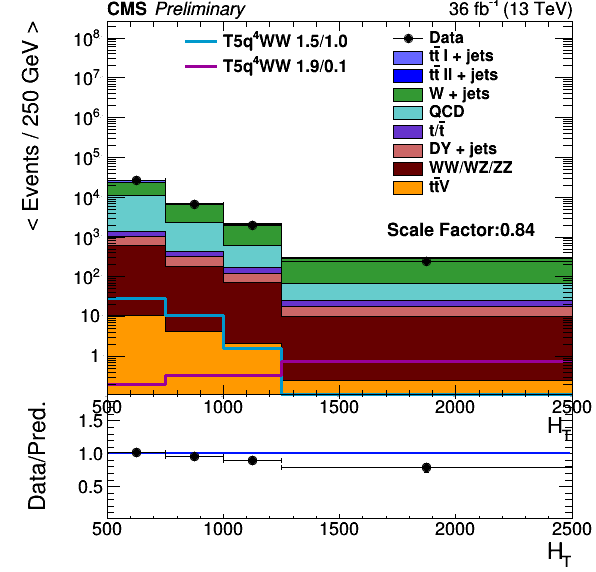 CMS Preliminary 36 fb⁻¹ (13 TeV)
< Events / 250 GeV >
10⁸
10⁷
10⁶
10⁵
10⁴
10³
10²
10
1
T5q⁴WW 1.5/1.0
T5q⁴WW 1.9/0.1
Data
tt̄ l + jets
tt̄ ll + jets
W + jets
QCD
t/t̄
DY + jets
WW/WZ/ZZ
tt̄V
Scale Factor:0.84
500 1000 1500 2000 2500
H_T
Data/Pred.
1.5
1.0
0.5
500 1000 1500 2000 2500
H_T